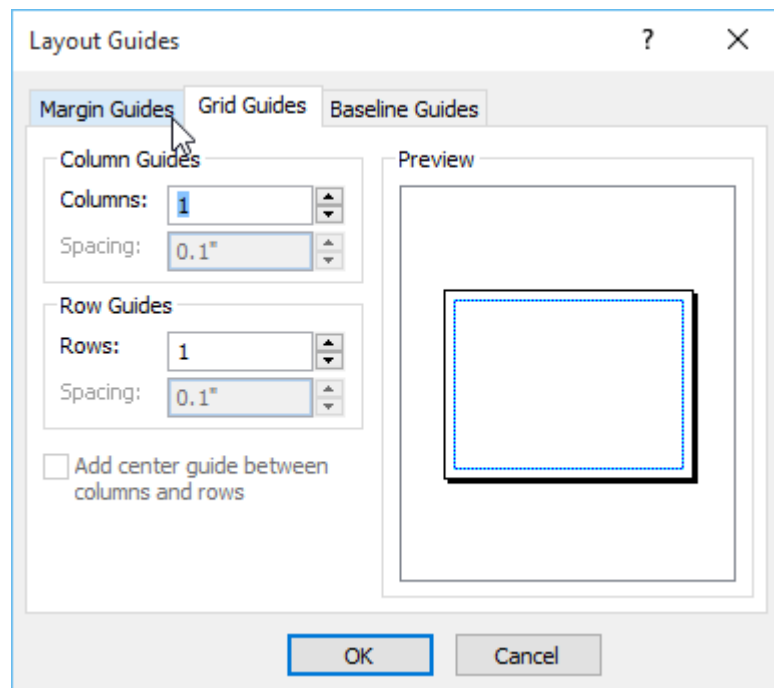 Layout Guides ?
Margin Guides Grid Guides Baseline Guides
Column Guides
Columns: 1
Spacing: 0.1"
Row Guides
Rows: 1
Spacing: 0.1"
Add center guide between
columns and rows
Preview
OK Cancel